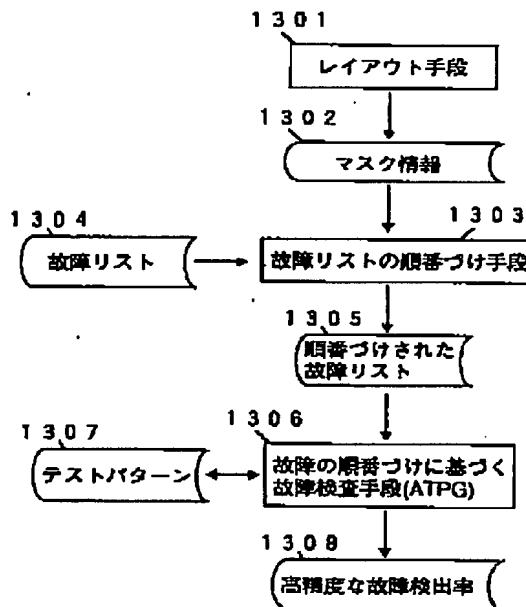 1301
レイアウト手段
1302
マスク情報
1304
故障リスト
1303
故障リストの順番づけ手段
1305
順番づけされた
故障リスト
1307
テストパターン
1306
故障の順番づけに基づく
故障検査手段(ATPG)
1308
高精度な故障検出率